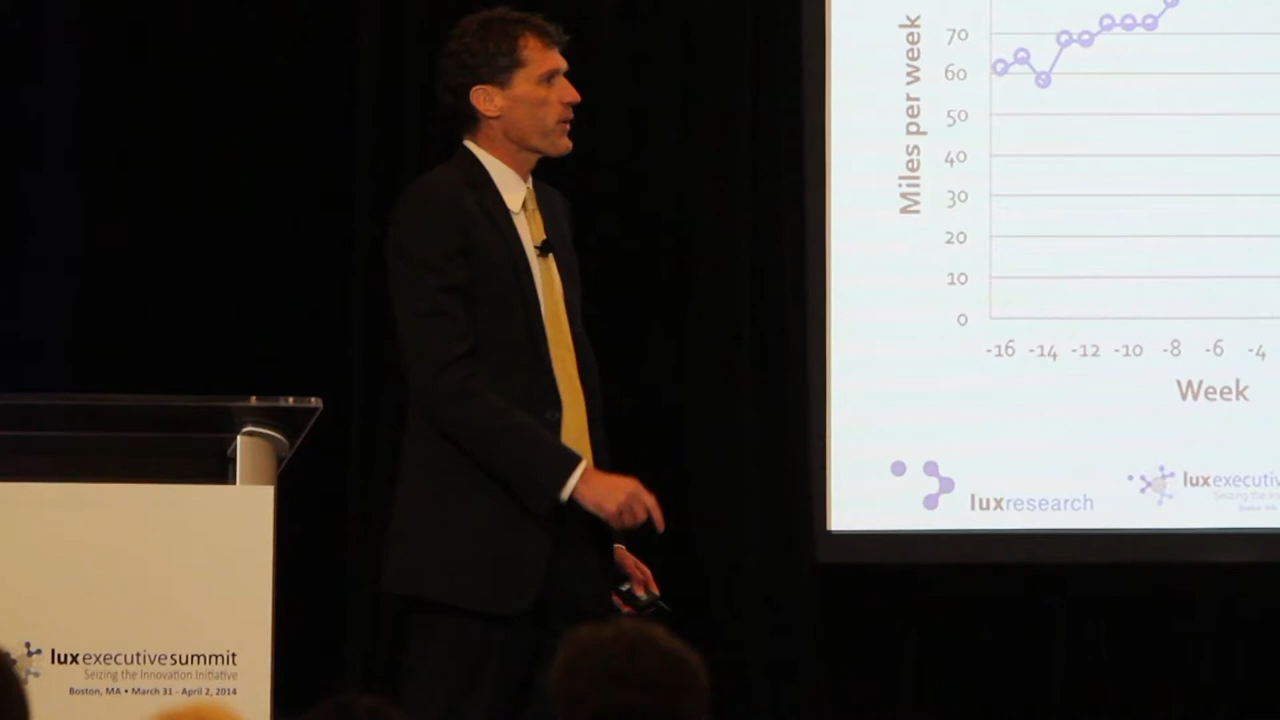 Miles per week
70
60
50
40
30
20
10
0
-16 -14 -12 -10 -8 -6 -4
Week
luxresearch
luxexecuti
luxexecutivesummit
Seizing the Innovation Initiative
Boston, MA • March 31 - April 2, 2014